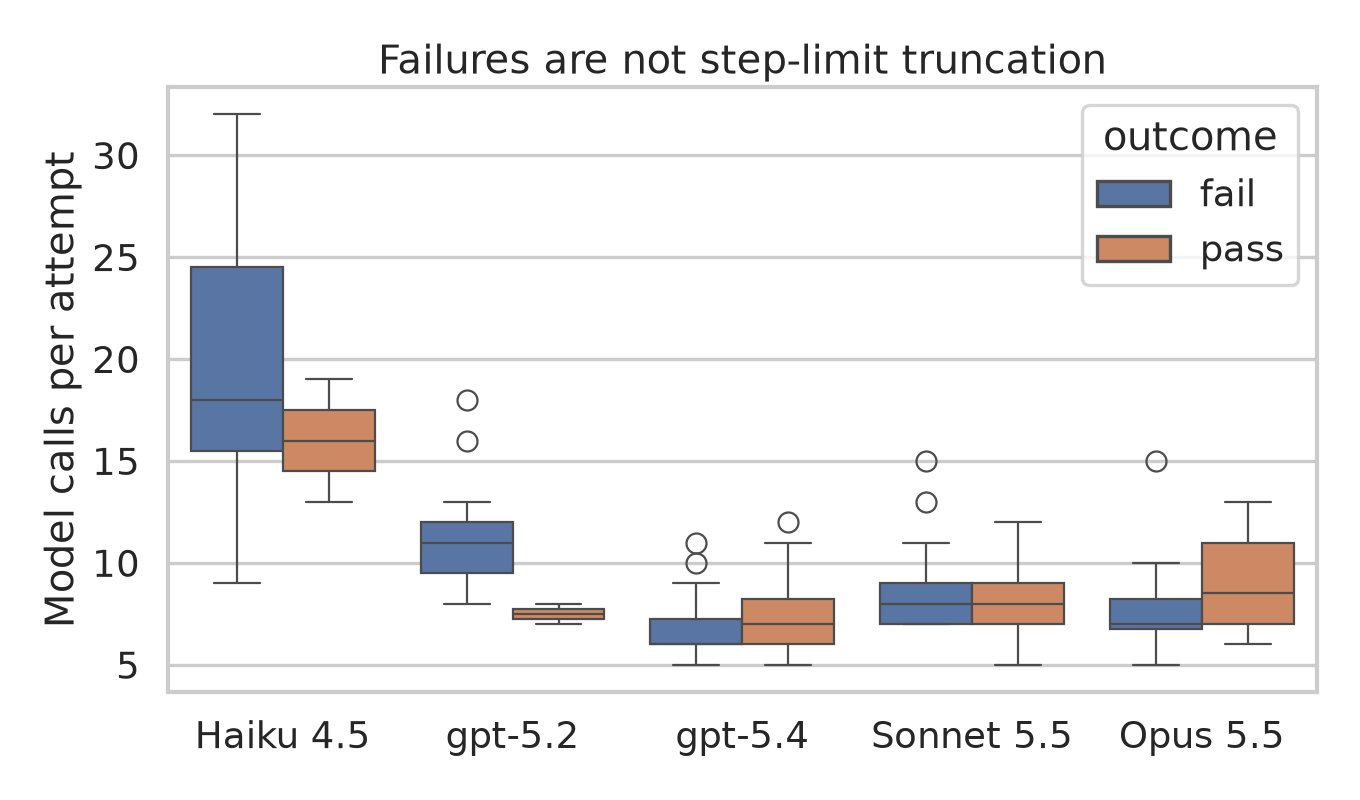 Failures are not step-limit truncation
Model calls per attempt
30
25
20
15
10
5
outcome
fail
pass
Haiku 4.5
gpt-5.2
gpt-5.4
Sonnet 5.5
Opus 5.5